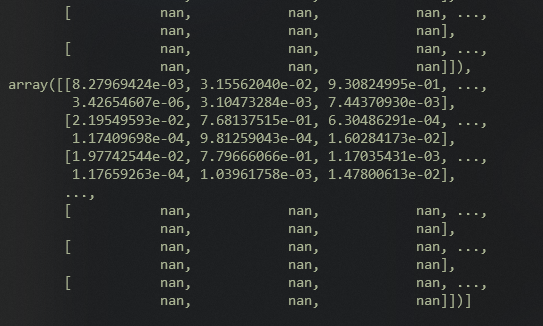 [ nan, nan, nan, ...,
nan, nan, nan],
[ nan, nan, nan, ...,
nan, nan, nan]]),
array([[8.27969424e-03, 3.15562040e-02, 9.30824995e-01, ...,
3.42654607e-06, 3.10473284e-03, 7.44370930e-03],
[2.19549593e-02, 7.68137515e-01, 6.30486291e-04, ...,
1.17409698e-04, 9.81259043e-04, 1.60284173e-02],
[1.97742544e-02, 7.79666066e-01, 1.17035431e-03, ...,
1.17659263e-04, 1.03961758e-03, 1.47800613e-02],
...,
[ nan, nan, nan, ...,
nan, nan, nan],
[ nan, nan, nan, ...,
nan, nan, nan],
[ nan, nan, nan, ...,
nan, nan, nan]])]